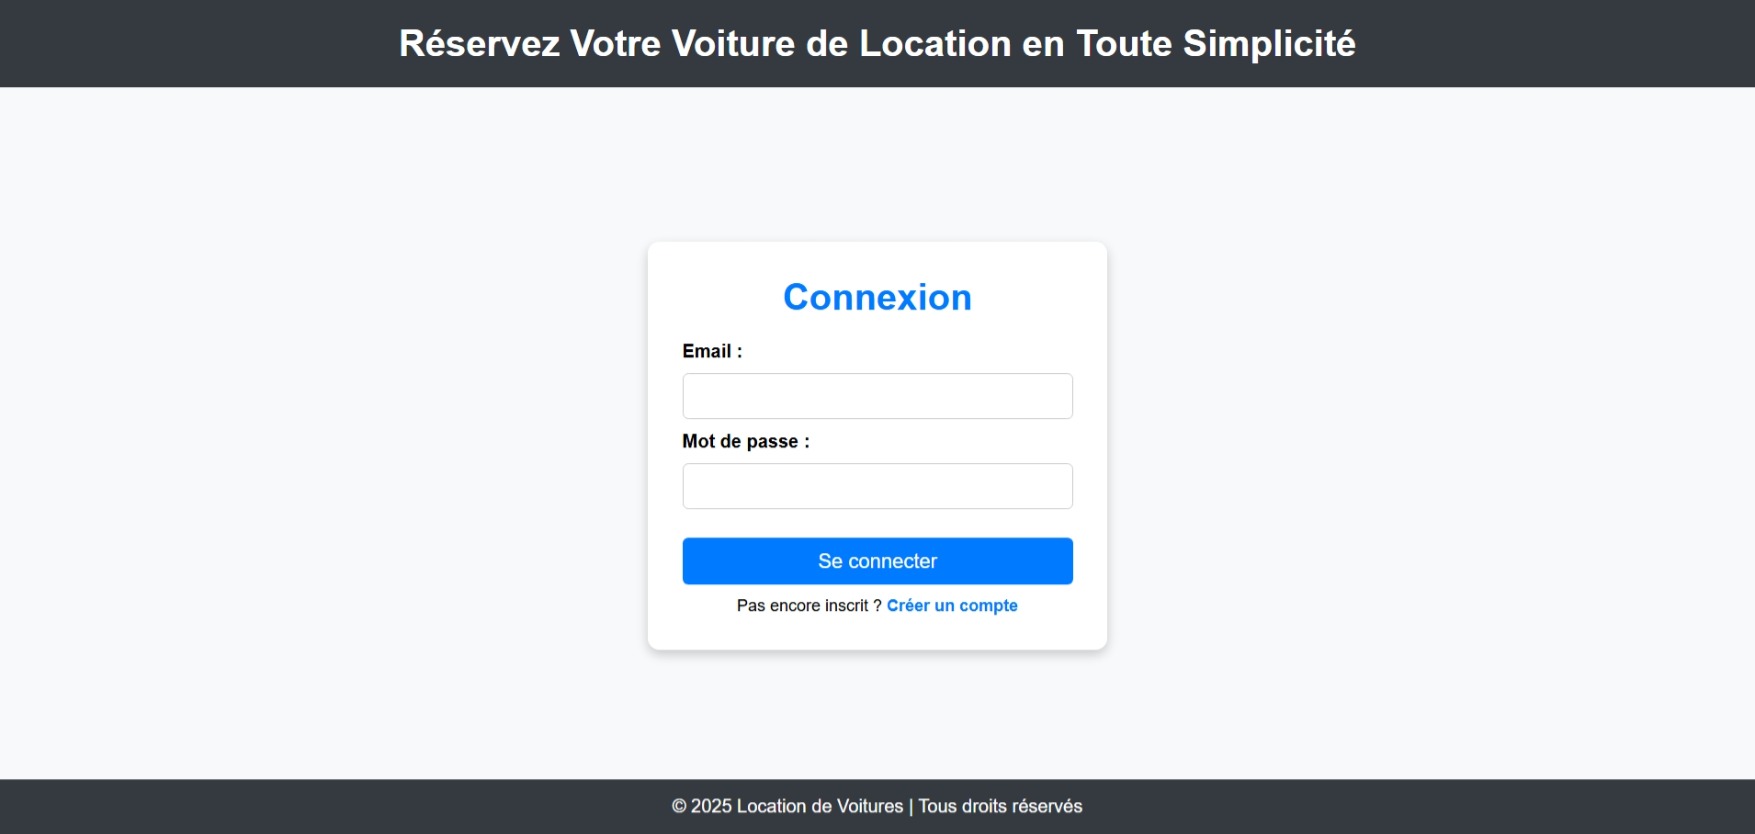 Réservez Votre Voiture de Location en Toute Simplicité
Connexion
Email :
Mot de passe :
Se connecter
Pas encore inscrit ? Créer un compte
© 2025 Location de Voitures | Tous droits réservés